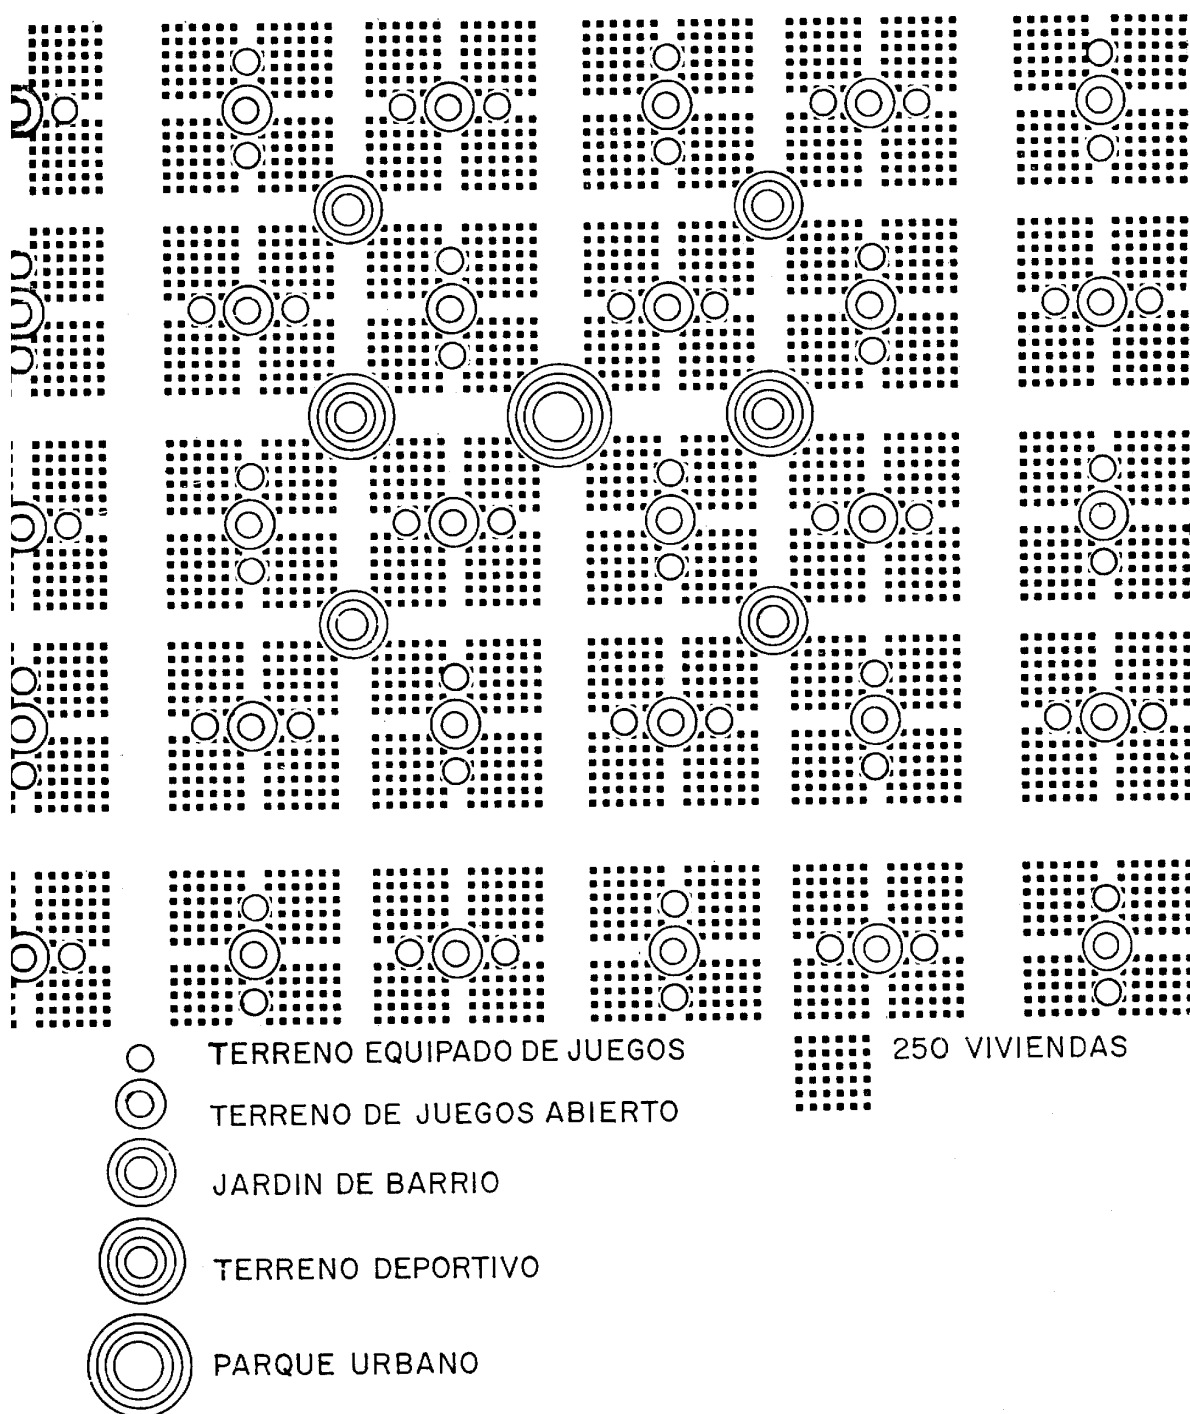 TERRENO EQUIPADO DE JUEGOS
250 VIVIENDAS
TERRENO DE JUEGOS ABIERTO
JARDIN DE BARRIO
TERRENO DEPORTIVO
PARQUE URBANO